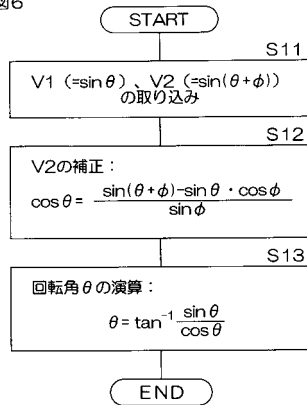 図6
START
S11
V1 (=sinθ)、V2 (=sin(θ+φ))
の取り込み
S12
V2の補正:
cosθ= sin(θ+φ)-sinθ・cosφ / sinφ
S13
回転角θの演算:
θ=tan⁻¹ sinθ / cosθ
END